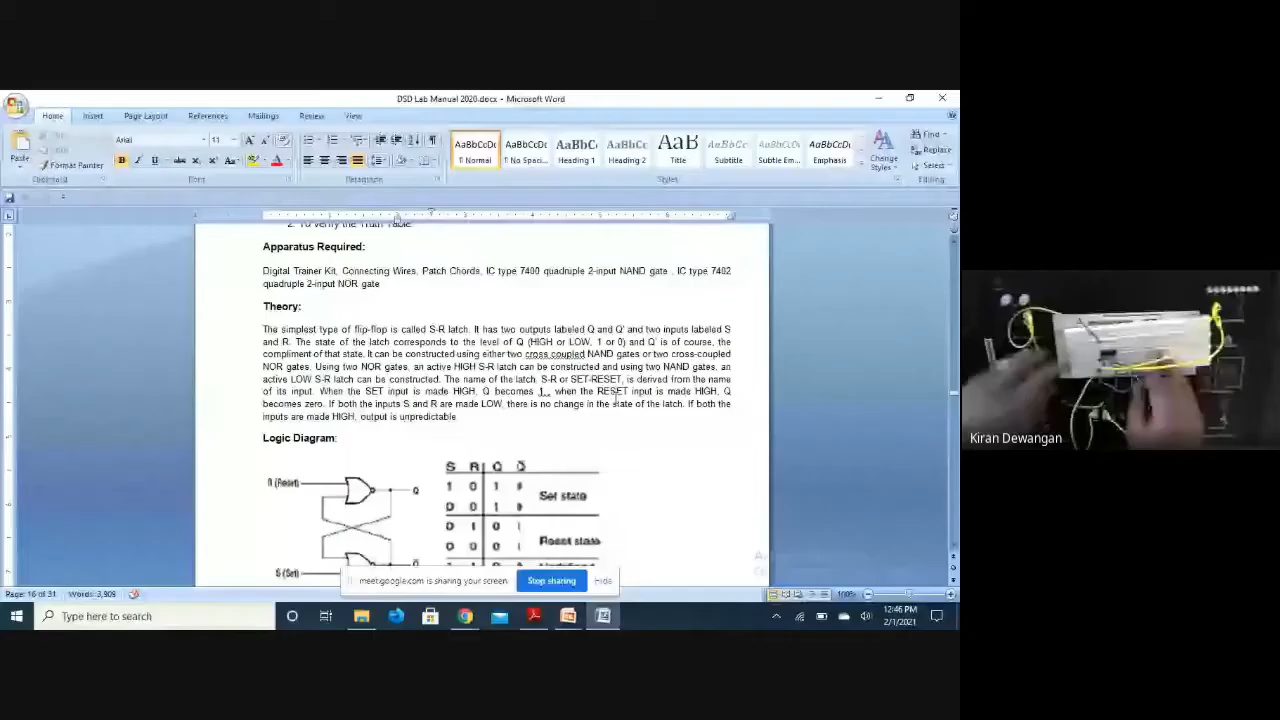 DSD Lab Manual 2020.docx - Microsoft Word
Home Insert Page Layout References Mailings Review View
Paste
Format Painter
Arial 11
AaBbCcDc AaBbCcDc AaBbC AaBbCc AaB AaBbCc AaBbCcDc AaBbCcDc
¶ Normal ¶ No Spaci... Heading 1 Heading 2 Title Subtitle Subtle Em... Emphasis
Change Styles
Find
Replace
Select
Styles Editing
2. To verify the Truth Table.
Apparatus Required:
Digital Trainer Kit, Connecting Wires, Patch Chords, IC type 7400 quadruple 2-input NAND gate , IC type 7402
quadruple 2-input NOR gate
Theory:
The simplest type of flip-flop is called S-R latch. It has two outputs labeled Q and Q' and two inputs labeled S
and R. The state of the latch corresponds to the level of Q (HIGH or LOW, 1 or 0) and Q' is of course, the
compliment of that state. It can be constructed using either two cross coupled NAND gates or two cross-coupled
NOR gates. Using two NOR gates, an active HIGH S-R latch can be constructed and using two NAND gates,
an active LOW S-R latch can be constructed. The name of the latch, S-R or SET-RESET, is derived from the name
of its input. When the SET input is made HIGH, Q becomes 1,, when the RESET input is made HIGH, Q
becomes zero. If both the inputs S and R are made LOW, there is no change in the state of the latch. If both the
inputs are made HIGH, output is unpredictable
Logic Diagram:
S R Q Q̅
R (Reset) Q
1 0 1
Set state
0 0 1
0 1 0
Reset state
0 0 0
S (Set)
meet.google.com is sharing your screen Stop sharing Hide
Page: 16 of 31 Words: 3,909 100%
Type here to search
12:46 PM
2/1/2021
Kiran Dewangan